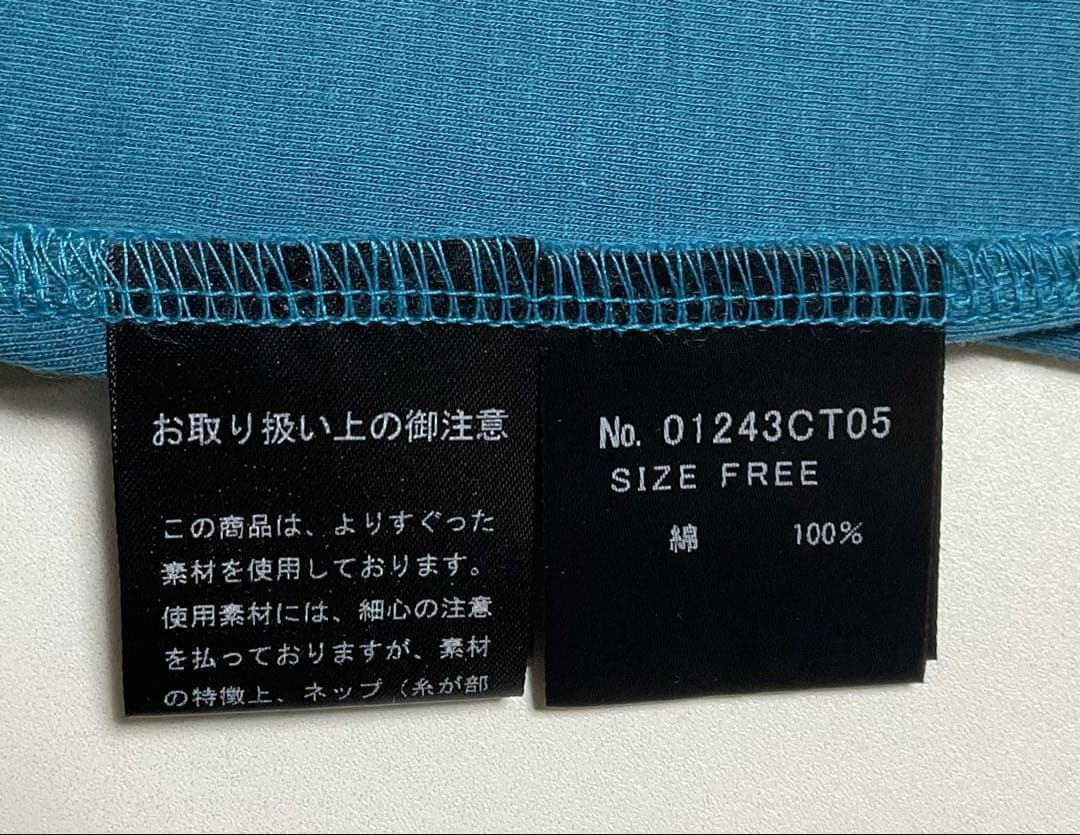 お取り扱い上の御注意
この商品は、よりすぐった
素材を使用しております。
使用素材には、細心の注意
を払っておりますが、素材
の特徴上、ネップ（糸が部
No. 01243CT05
SIZE FREE
綿 100%